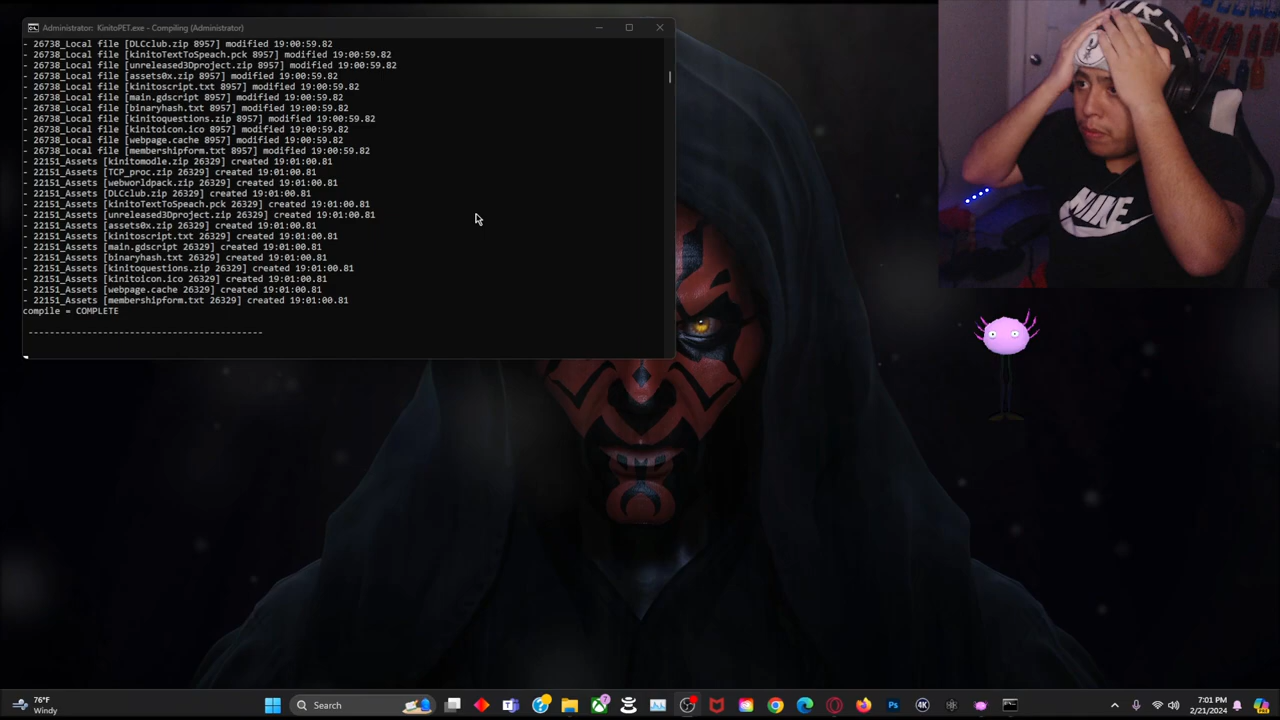 Administrator: KinitoPET.exe - Compiling (Administrator)
- 26738_Local file [DLCclub.zip 8957] modified 19:00:59.82
- 26738_Local file [kinitoTextToSpeach.pck 8957] modified 19:00:59.82
- 26738_Local file [unreleased3Dproject.zip 8957] modified 19:00:59.82
- 26738_Local file [assets0x.zip 8957] modified 19:00:59.82
- 26738_Local file [kinitoscript.txt 8957] modified 19:00:59.82
- 26738_Local file [main.gdscript 8957] modified 19:00:59.82
- 26738_Local file [binaryhash.txt 8957] modified 19:00:59.82
- 26738_Local file [kinitoquestions.zip 8957] modified 19:00:59.82
- 26738_Local file [kinitoicon.ico 8957] modified 19:00:59.82
- 26738_Local file [webpage.cache 8957] modified 19:00:59.82
- 26738_Local file [membershipform.txt 8957] modified 19:00:59.82
- 22151_Assets [kinitomodle.zip 26329] created 19:01:00.81
- 22151_Assets [TCP_proc.zip 26329] created 19:01:00.81
- 22151_Assets [webworldpack.zip 26329] created 19:01:00.81
- 22151_Assets [DLCclub.zip 26329] created 19:01:00.81
- 22151_Assets [kinitoTextToSpeach.pck 26329] created 19:01:00.81
- 22151_Assets [unreleased3Dproject.zip 26329] created 19:01:00.81
- 22151_Assets [assets0x.zip 26329] created 19:01:00.81
- 22151_Assets [kinitoscript.txt 26329] created 19:01:00.81
- 22151_Assets [main.gdscript 26329] created 19:01:00.81
- 22151_Assets [binaryhash.txt 26329] created 19:01:00.81
- 22151_Assets [kinitoquestions.zip 26329] created 19:01:00.81
- 22151_Assets [kinitoicon.ico 26329] created 19:01:00.81
- 22151_Assets [webpage.cache 26329] created 19:01:00.81
- 22151_Assets [membershipform.txt 26329] created 19:01:00.81
compile = COMPLETE
--------------------------------------------
NIKE
76°F
Windy
Search
7
4K
7:01 PM
2/21/2024